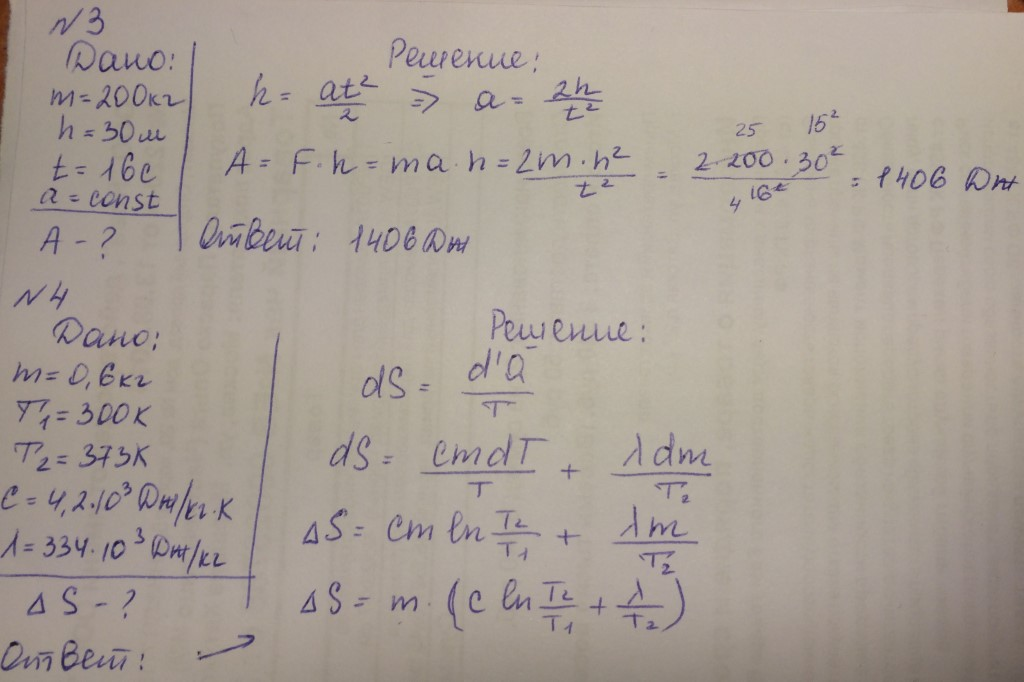 №3
Дано:
m=200кг
h=30м
t=16с
a=const
A-?
Решение:
h = at²/2 => a = 2h/t²
A = F·h = ma·h = 2m·h²/t² = 2·200·30²/16² = 1406 Дж
25 15²
4
Ответ: 1406 Дж
№4
Дано:
m=0,6кг
T₁=300К
T₂=373К
c=4,2·10³ Дж/кг·К
λ=334·10³ Дж/кг
ΔS-?
Решение:
dS = d'Q/T
dS = cmdT/T + λdm/T₂
ΔS = cm ln T₂/T₁ + λm/T₂
ΔS = m·(c ln T₂/T₁ + λ/T₂)
Ответ: →